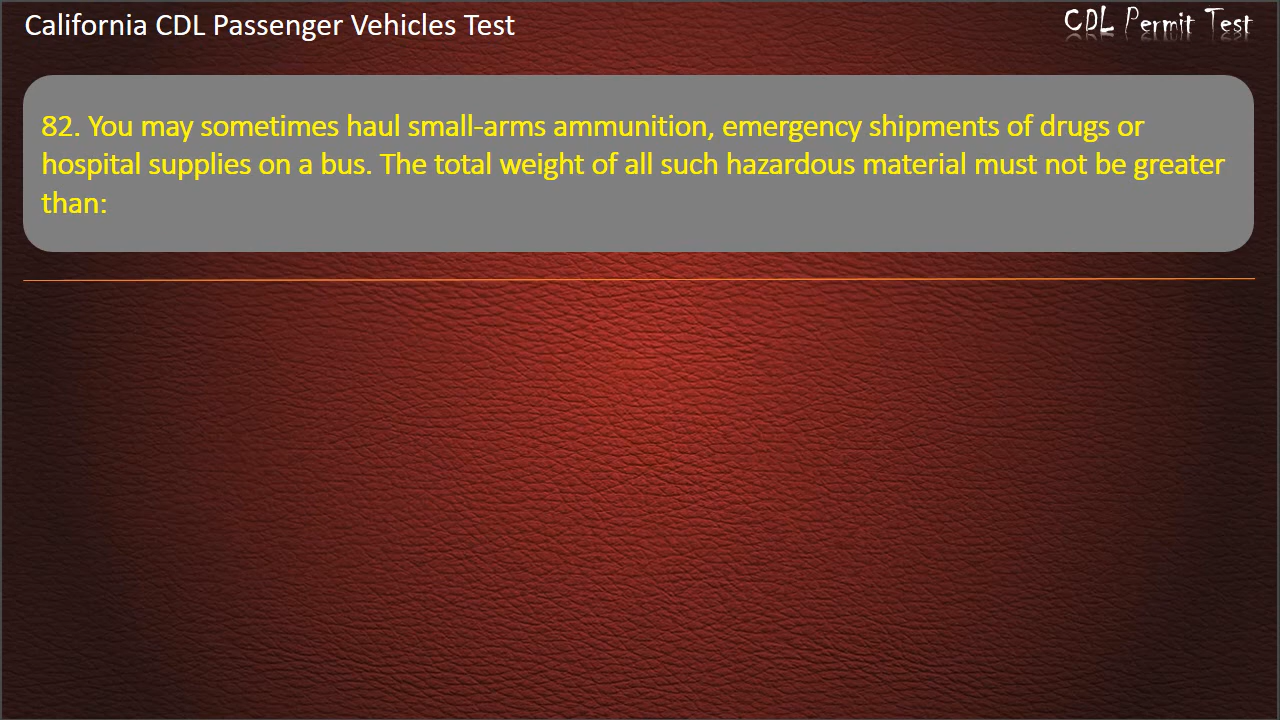 California CDL Passenger Vehicles Test
CDL Permit Test
82. You may sometimes haul small-arms ammunition, emergency shipments of drugs or
hospital supplies on a bus. The total weight of all such hazardous material must not be greater
than: